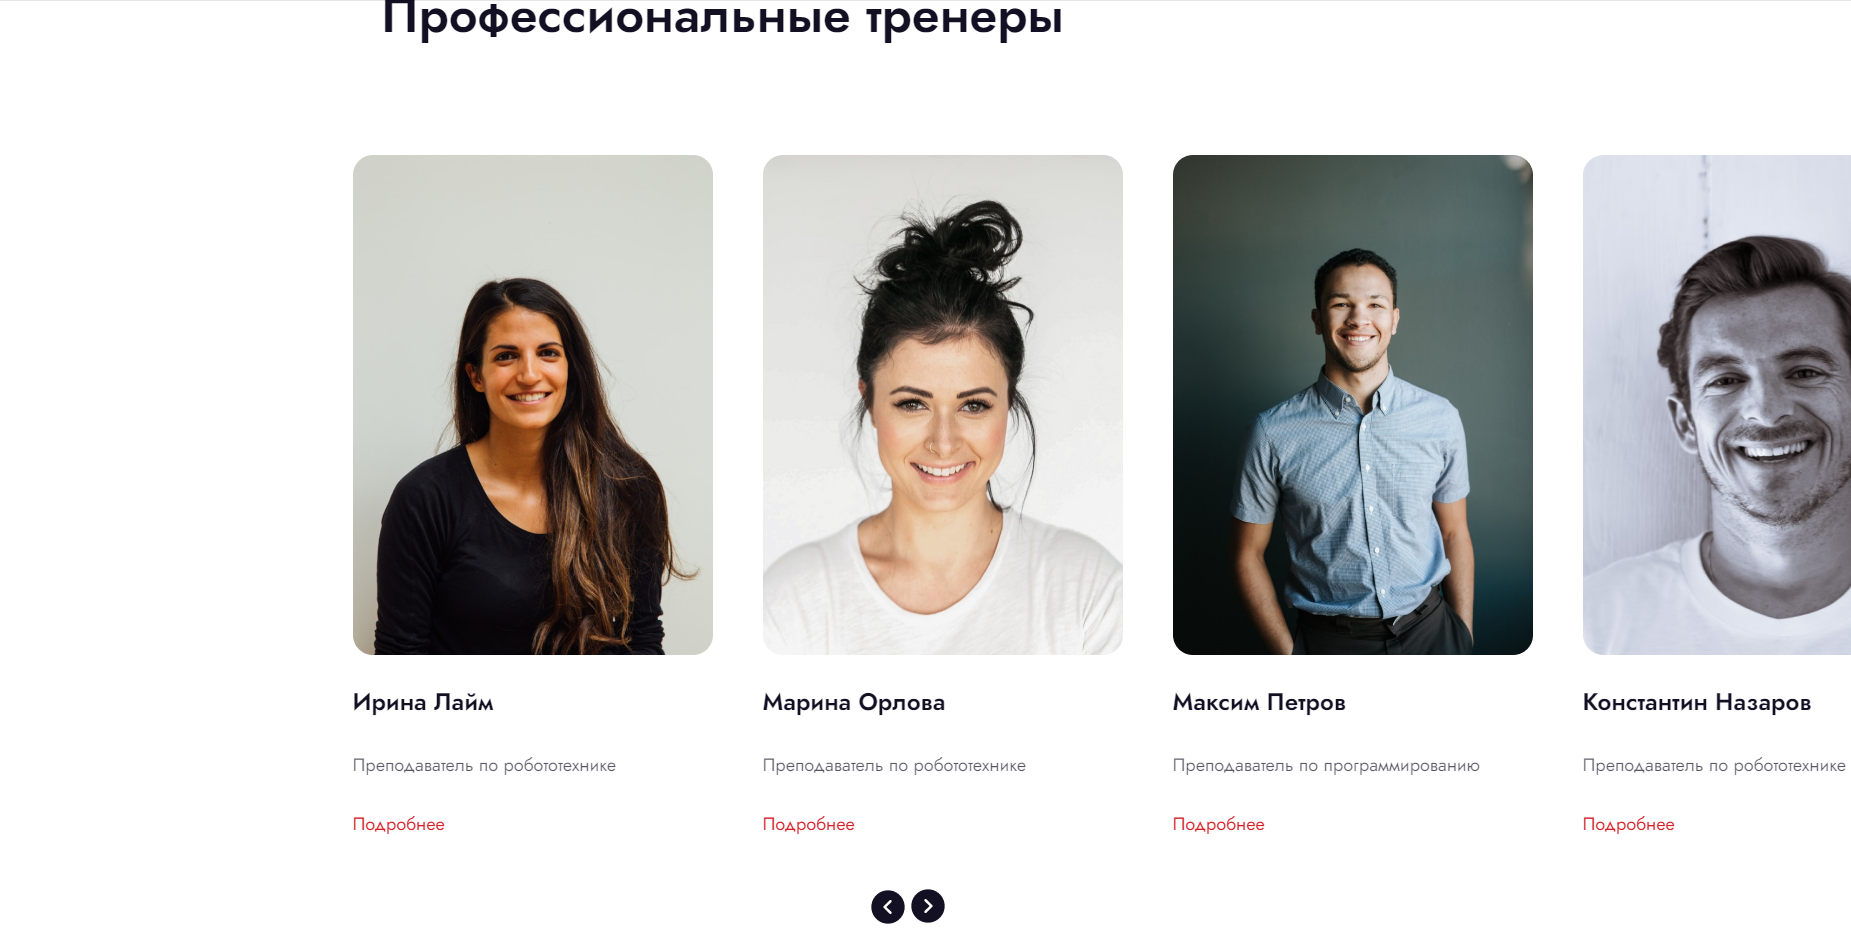 Профессиональные тренеры
Ирина Лайм
Преподаватель по робототехнике
Подробнее
Марина Орлова
Преподаватель по робототехнике
Подробнее
Максим Петров
Преподаватель по программированию
Подробнее
Константин Назаров
Преподаватель по робототехнике
Подробнее